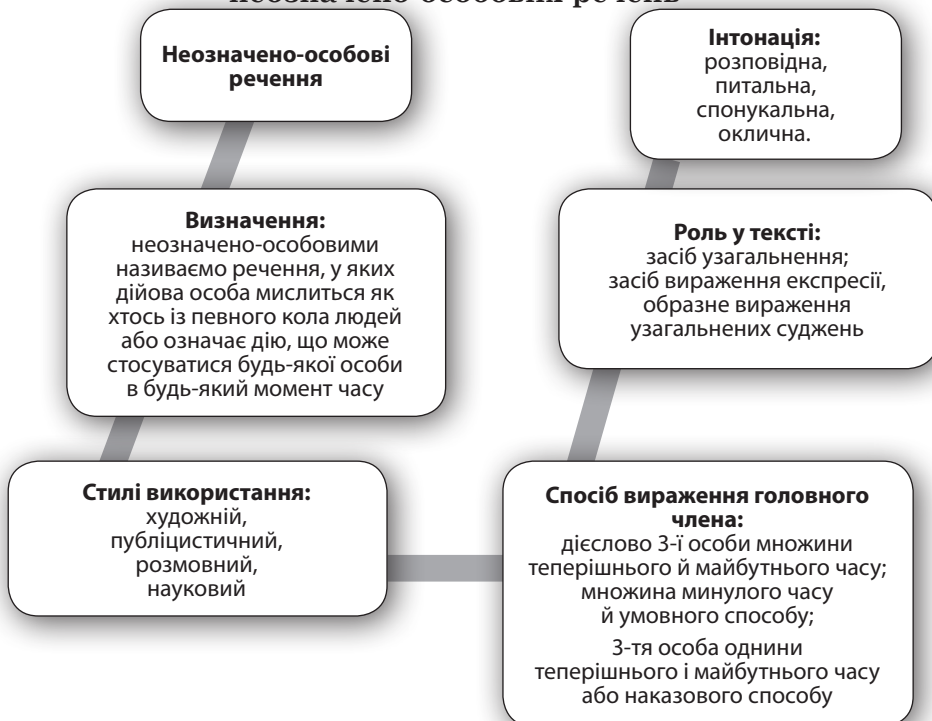 неозначено-особовий речень
Неозначено-особові
речення
Визначення:
неозначено-особовими
називаємо речення, у яких
дійова особа мислиться як
хтось із певного кола людей
або означає дію, що може
стосуватися будь-якої особи
в будь-який момент часу
Стилі використання:
художній,
публіцистичний,
розмовний,
науковий
Спосіб вираження головного
члена:
дієслово 3-ї особи множини
теперішнього й майбутнього часу;
множина минулого часу
й умовного способу;
3-тя особа однини
теперішнього і майбутнього часу
або наказового способу
Роль у тексті:
засіб узагальнення;
засіб вираження експресії,
образне вираження
узагальнених суджень
Інтонація:
розповідна,
питальна,
спонукальна,
оклична.